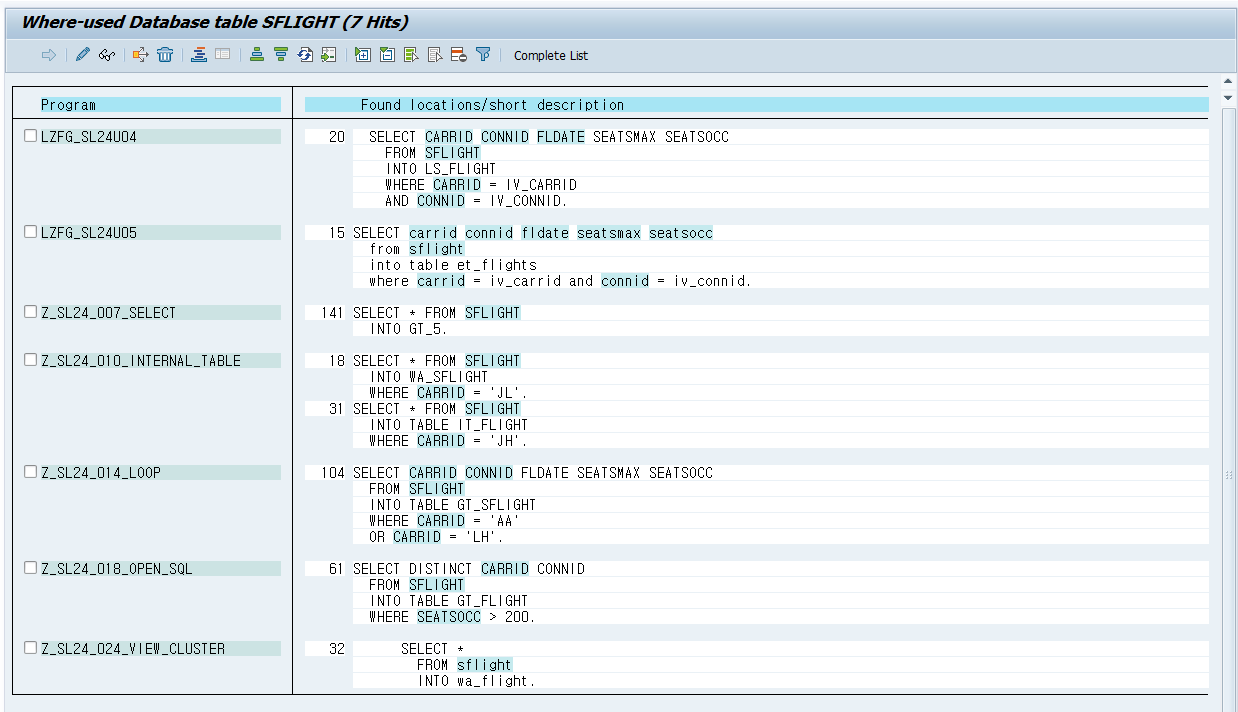 Where-used Database table SFLIGHT (7 Hits)
Complete List
Program Found locations/short description
LZFG_SL24U04 20 SELECT CARRID CONNID FLDATE SEATSMAX SEATSOCC
FROM SFLIGHT
INTO LS_FLIGHT
WHERE CARRID = IV_CARRID
AND CONNID = IV_CONNID.
LZFG_SL24U05 15 SELECT carrid connid fldate seatsmax seatsocc
from sflight
into table et_flights
where carrid = iv_carrid and connid = iv_connid.
Z_SL24_007_SELECT 141 SELECT * FROM SFLIGHT
INTO GT_5.
Z_SL24_010_INTERNAL_TABLE 18 SELECT * FROM SFLIGHT
INTO WA_SFLIGHT
WHERE CARRID = 'JL'.
31 SELECT * FROM SFLIGHT
INTO TABLE IT_FLIGHT
WHERE CARRID = 'JH'.
Z_SL24_014_LOOP 104 SELECT CARRID CONNID FLDATE SEATSMAX SEATSOCC
FROM SFLIGHT
INTO TABLE GT_SFLIGHT
WHERE CARRID = 'AA'
OR CARRID = 'LH'.
Z_SL24_018_OPEN_SQL 61 SELECT DISTINCT CARRID CONNID
FROM SFLIGHT
INTO TABLE GT_FLIGHT
WHERE SEATSOCC > 200.
Z_SL24_024_VIEW_CLUSTER 32 SELECT *
FROM sflight
INTO wa_flight.